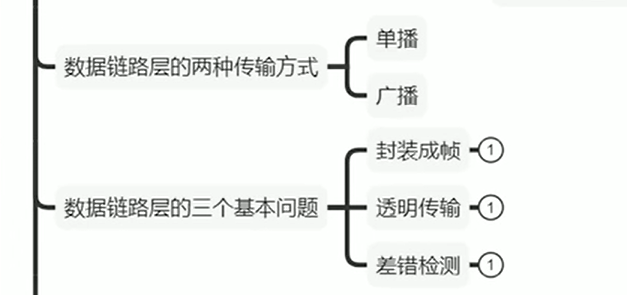 单播
数据链路层的两种传输方式
广播
封装成帧 1
数据链路层的三个基本问题
透明传输 1
差错检测 1